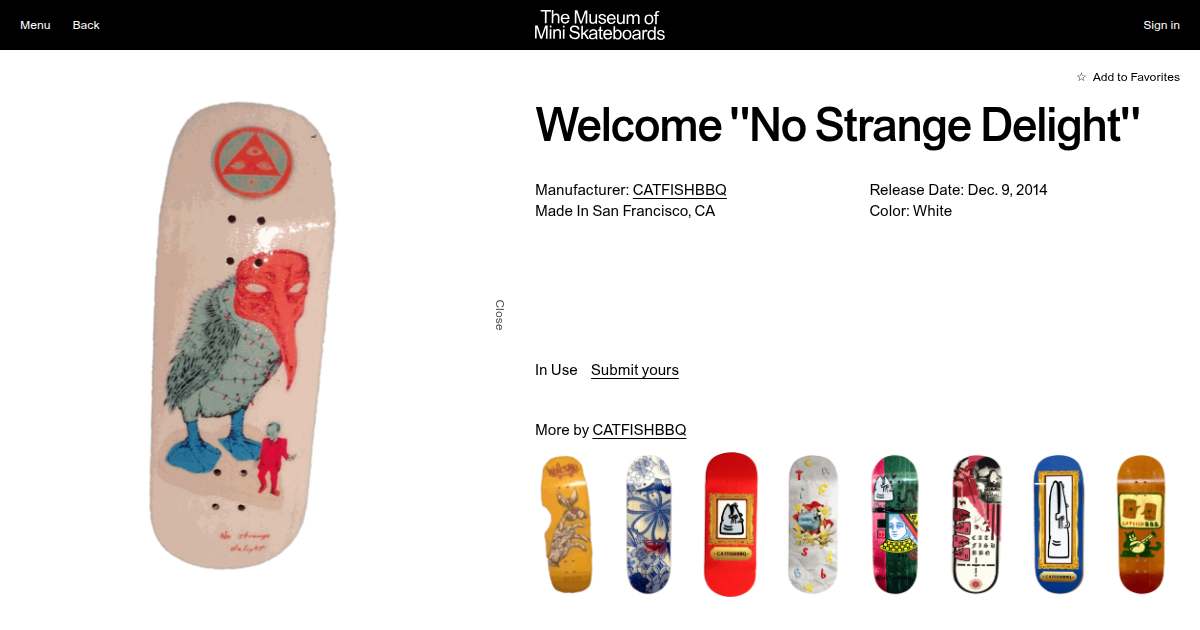 Menu
Back
The Museum of
Mini Skateboards
Sign in
☆ Add to Favorites
Welcome "No Strange Delight"
Manufacturer: CATFISHBBQ
Made In San Francisco, CA
Release Date: Dec. 9, 2014
Color: White
No strange
delight
Close
In Use
Submit yours
More by CATFISHBBQ
CATFISHBBQ
CATFISHBBQ